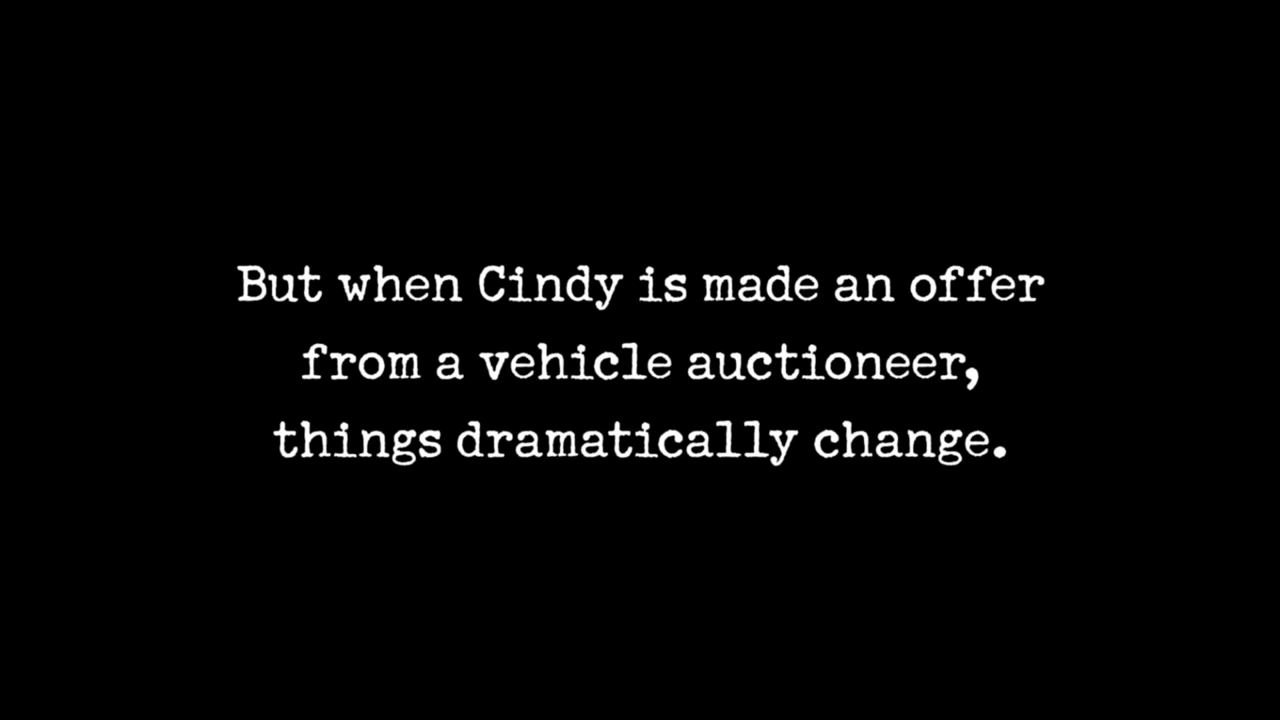 But when Cindy is made an offer
from a vehicle auctioneer,
things dramatically change.